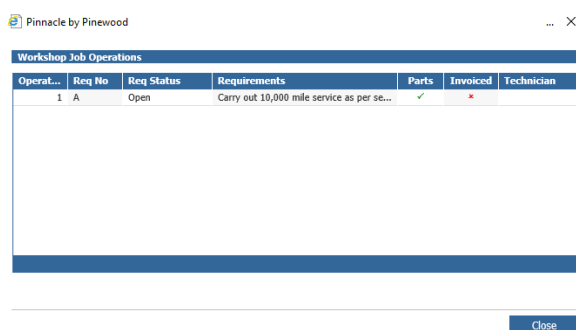 Pinnacle by Pinewood ...
Workshop Job Operations
Operat... Req No Req Status Requirements Parts Invoiced Technician
1 A Open Carry out 10,000 mile service as per se...
Close